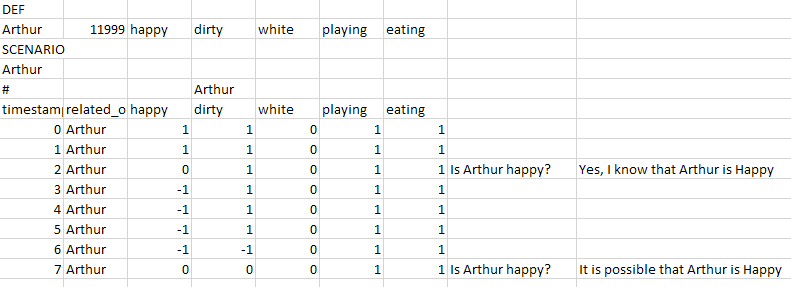 DEF
Arthur 11999 happy dirty white playing eating
SCENARIO
Arthur
# Arthur
timestam related_o happy dirty white playing eating
0 Arthur 1 1 0 1 1
1 Arthur 1 1 0 1 1
2 Arthur 0 1 0 1 1 Is Arthur happy? Yes, I know that Arthur is Happy
3 Arthur -1 1 0 1 1
4 Arthur -1 1 0 1 1
5 Arthur -1 1 0 1 1
6 Arthur -1 -1 0 1 1
7 Arthur 0 0 0 1 1 Is Arthur happy? It is possible that Arthur is Happy